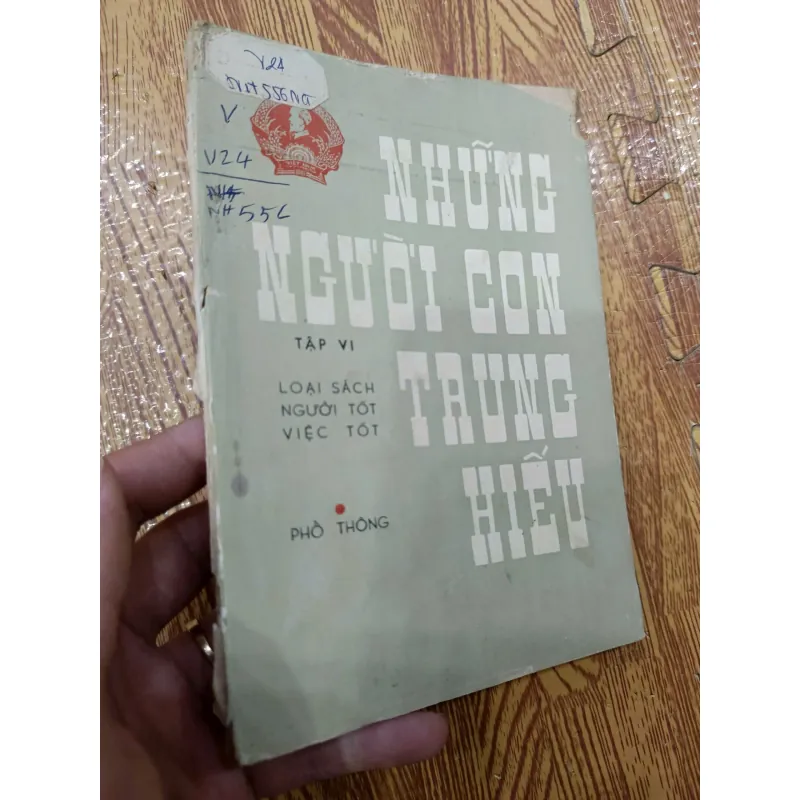 V24
V
V24
NH55C
NHỮNG
NGƯỜI CON
TRUNG
HIẾU
TẬP VI
LOẠI SÁCH
NGƯỜI TỐT
VIỆC TỐT
PHỔ THÔNG